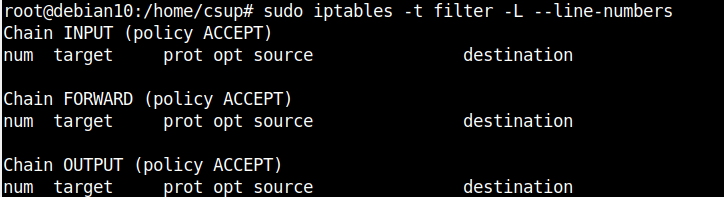 root@debian10:/home/csup# sudo iptables -t filter -L --line-numbers
Chain INPUT (policy ACCEPT)
num  target     prot opt source               destination

Chain FORWARD (policy ACCEPT)
num  target     prot opt source               destination

Chain OUTPUT (policy ACCEPT)
num  target     prot opt source               destination